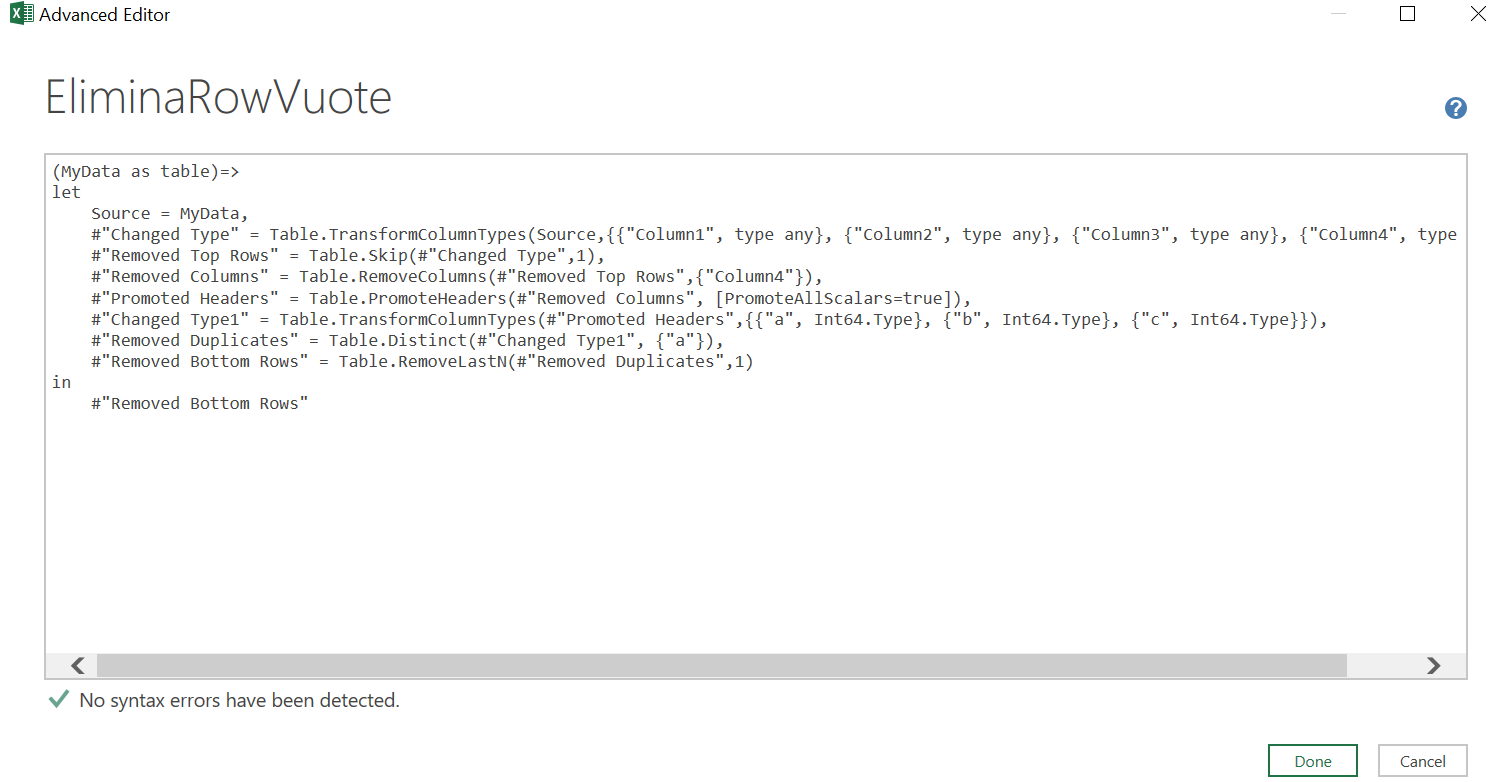 Advanced Editor
EliminaRowVuote
(MyData as table)=>
let
    Source = MyData,
    #"Changed Type" = Table.TransformColumnTypes(Source,{{"Column1", type any}, {"Column2", type any}, {"Column3", type any}, {"Column4", type
    #"Removed Top Rows" = Table.Skip(#"Changed Type",1),
    #"Removed Columns" = Table.RemoveColumns(#"Removed Top Rows",{"Column4"}),
    #"Promoted Headers" = Table.PromoteHeaders(#"Removed Columns", [PromoteAllScalars=true]),
    #"Changed Type1" = Table.TransformColumnTypes(#"Promoted Headers",{{"a", Int64.Type}, {"b", Int64.Type}, {"c", Int64.Type}}),
    #"Removed Duplicates" = Table.Distinct(#"Changed Type1", {"a"}),
    #"Removed Bottom Rows" = Table.RemoveLastN(#"Removed Duplicates",1)
in
    #"Removed Bottom Rows"
No syntax errors have been detected.
Done Cancel